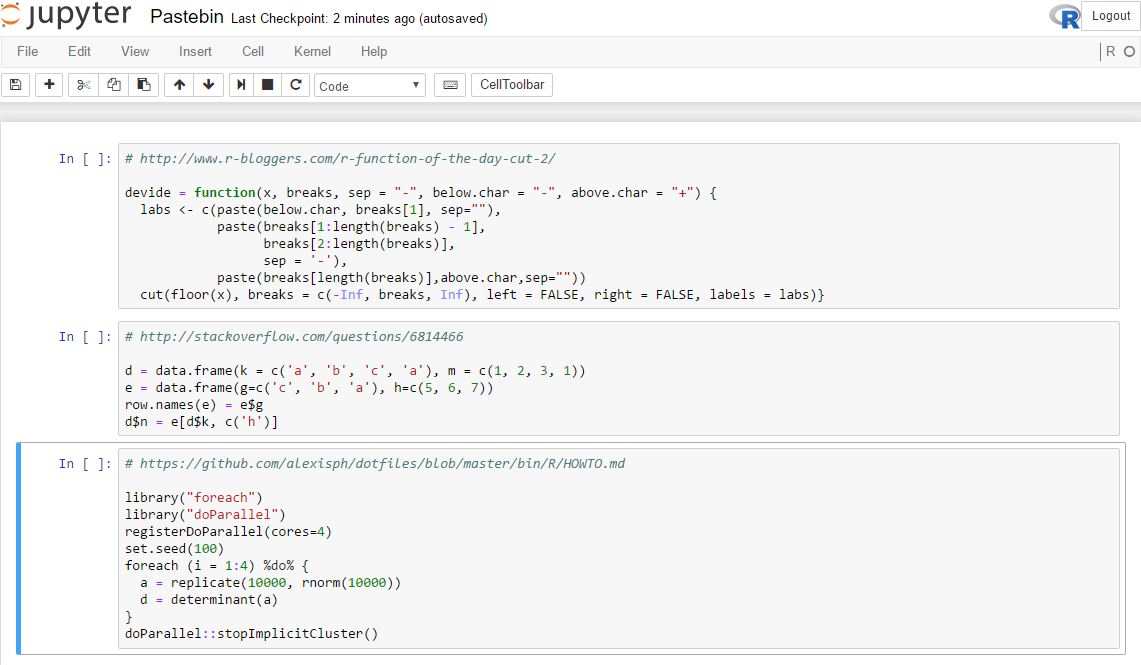 jupyter Pastebin Last Checkpoint: 2 minutes ago (autosaved) R Logout
File Edit View Insert Cell Kernel Help R
Code CellToolbar
In [ ]: # http://www.r-bloggers.com/r-function-of-the-day-cut-2/
devide = function(x, breaks, sep = "-", below.char = "-", above.char = "+") {
  labs <- c(paste(below.char, breaks[1], sep=""),
            paste(breaks[1:length(breaks) - 1],
                  breaks[2:length(breaks)],
                  sep = '-'),
            paste(breaks[length(breaks)],above.char,sep=""))
  cut(floor(x), breaks = c(-Inf, breaks, Inf), left = FALSE, right = FALSE, labels = labs)}
In [ ]: # http://stackoverflow.com/questions/6814466
d = data.frame(k = c('a', 'b', 'c', 'a'), m = c(1, 2, 3, 1))
e = data.frame(g=c('c', 'b', 'a'), h=c(5, 6, 7))
row.names(e) = e$g
d$n = e[d$k, c('h')]
In [ ]: # https://github.com/alexisph/dotfiles/blob/master/bin/R/HOWTO.md
library("foreach")
library("doParallel")
registerDoParallel(cores=4)
set.seed(100)
foreach (i = 1:4) %do% {
  a = replicate(10000, rnorm(10000))
  d = determinant(a)
}
doParallel::stopImplicitCluster()